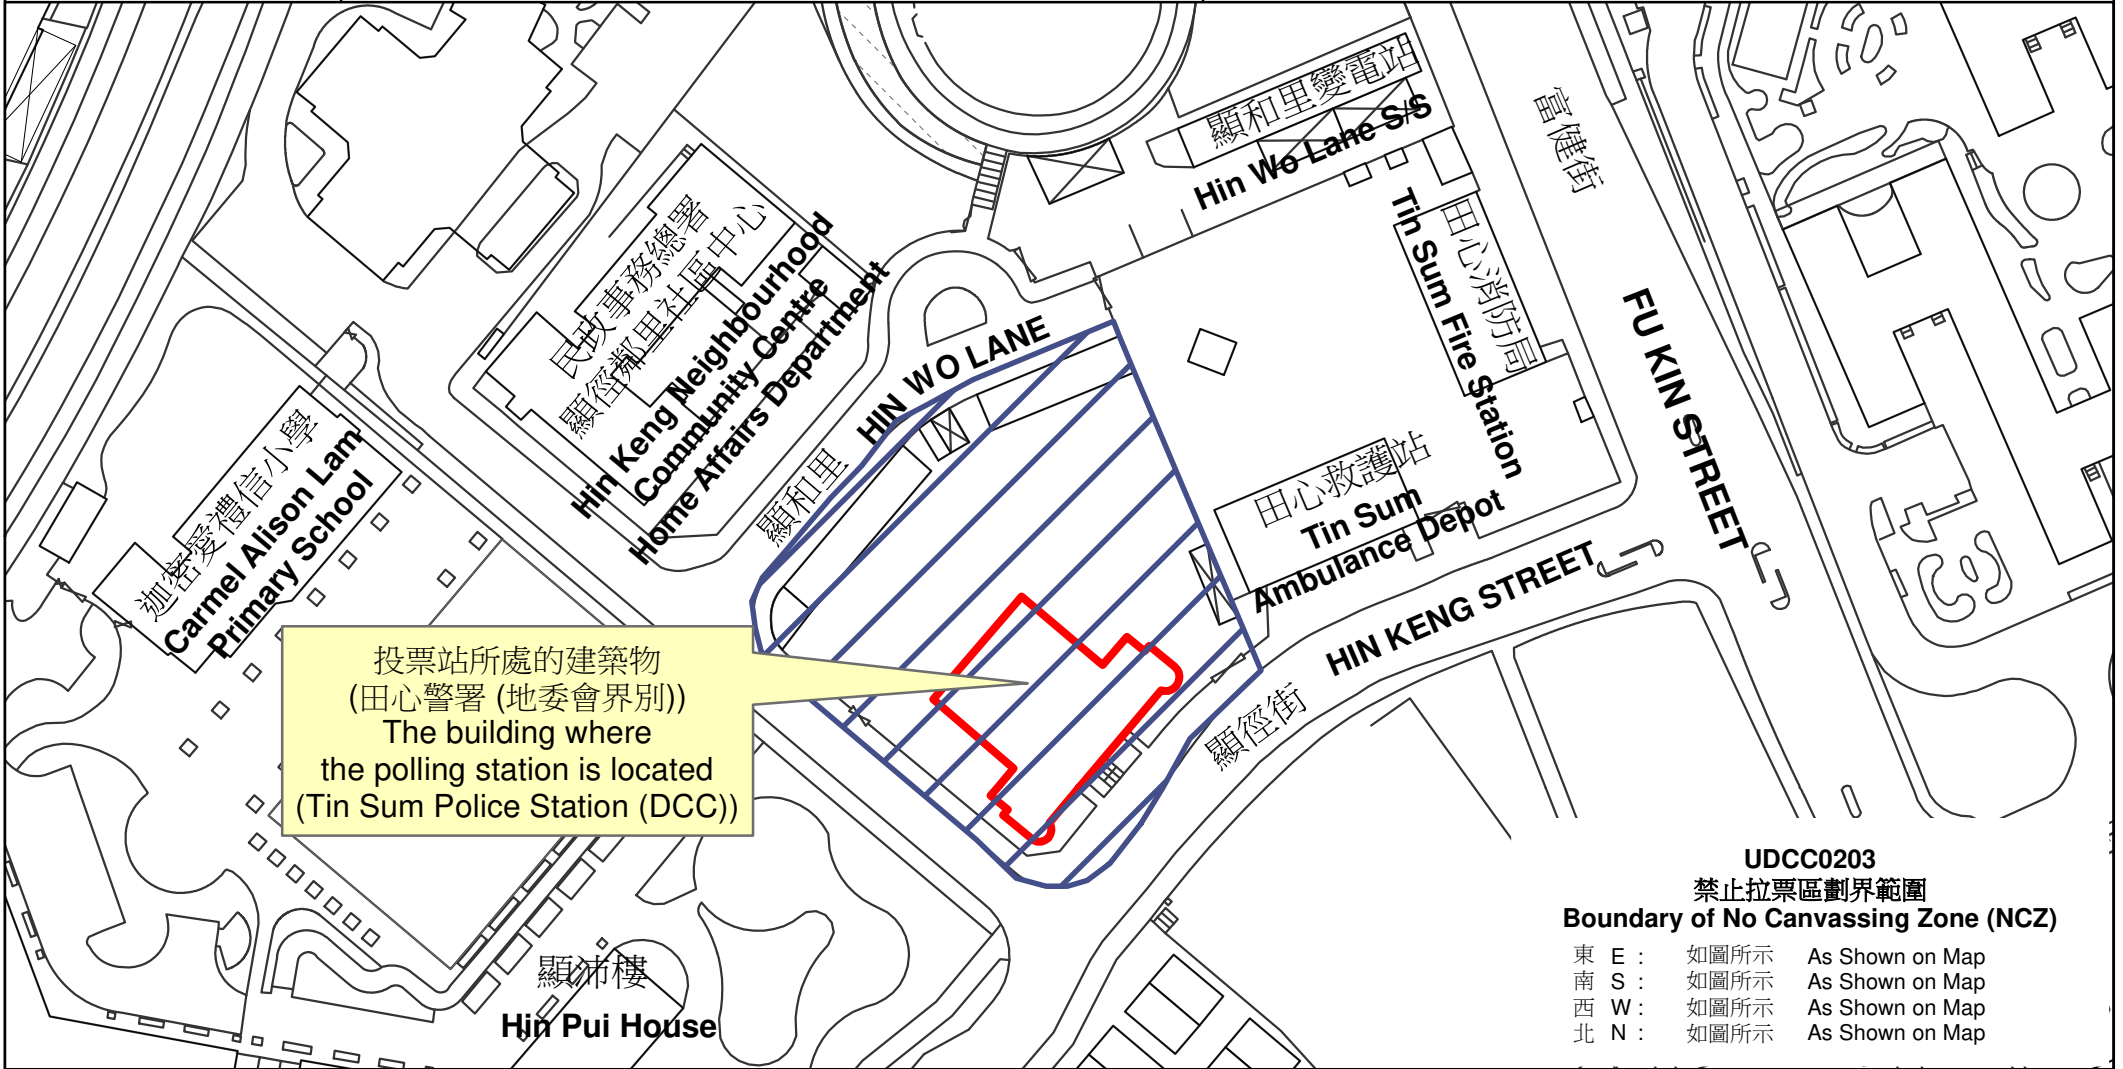 顯和里變電站
Hin Wo Lane S/S
富健街
FU KIN STREET
田心消防局
Tin Sum Fire Station
民政事務總署
顯徑鄰里社區中心
Hin Keng Neighbourhood
Community Centre
Home Affairs Department
HIN WO LANE
顯和里
迦密愛禮信小學
Carmel Alison Lam
Primary School
田心救護站
Tin Sum
Ambulance Depot
HIN KENG STREET
顯徑街
投票站所處的建築物
(田心警署 (地委會界別))
The building where
the polling station is located
(Tin Sum Police Station (DCC))
顯沛樓
Hin Pui House
UDCC0203
禁止拉票區劃界範圍
Boundary of No Canvassing Zone (NCZ)
東 E : 如圖所示 As Shown on Map
南 S : 如圖所示 As Shown on Map
西 W : 如圖所示 As Shown on Map
北 N : 如圖所示 As Shown on Map